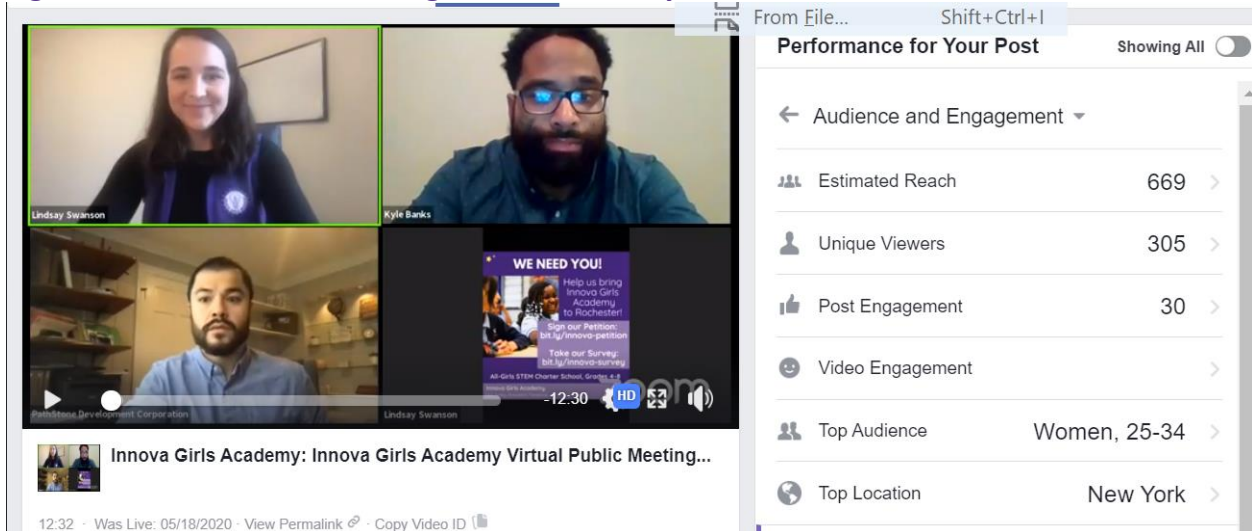 From File... Shift+Ctrl+I
Lindsay Swanson
Kyle Banks
WE NEED YOU!
Help us bring
Innova Girls
Academy
to Rochester!
Sign our Petition:
bit.ly/innova-petition
Take our Survey:
bit.ly/innova-survey
All-Girls STEM Charter School, Grades 4-8
Innova Girls Academy
zoom
-12:30 HD
PathStone Development Corporation
Lindsay Swanson
Innova Girls Academy: Innova Girls Academy Virtual Public Meeting...
12:32 · Was Live: 05/18/2020 · View Permalink · Copy Video ID
Performance for Your Post Showing All
Audience and Engagement
Estimated Reach 669
Unique Viewers 305
Post Engagement 30
Video Engagement
Top Audience Women, 25-34
Top Location New York